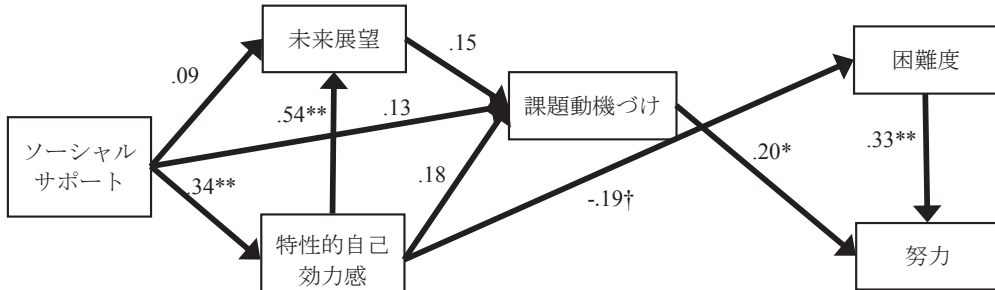 未来展望
.15
困難度
.09
課題動機づけ
.54**
.13
ソーシャル
サポート
.20*
.33**
.34**
.18
-.19†
特性的自己
効力感
努力